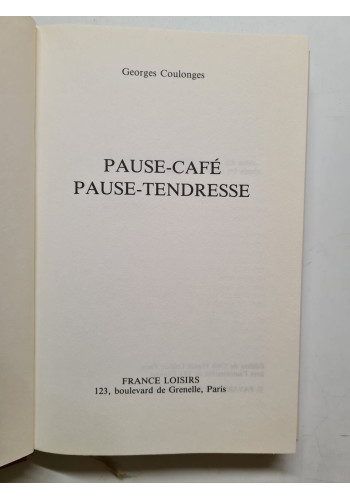 Georges Coulonges
PAUSE-CAFÉ
PAUSE-TENDRESSE
FRANCE LOISIRS
123, boulevard de Grenelle, Paris